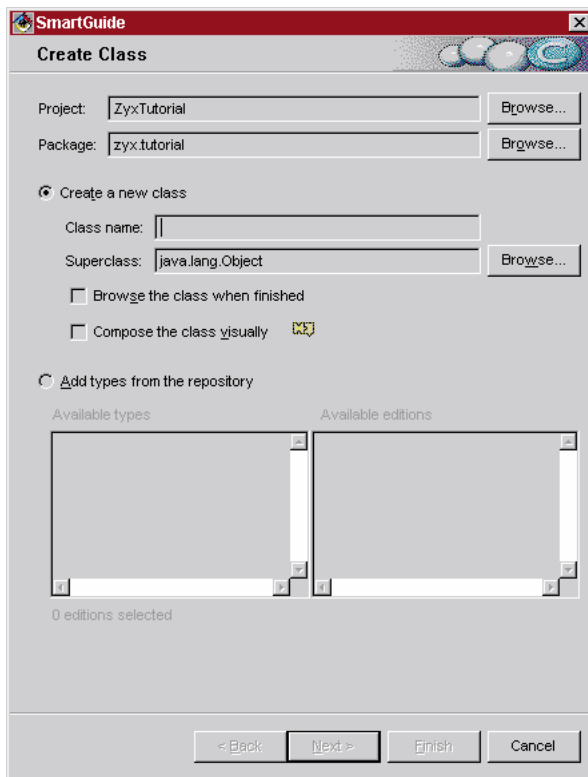 SmartGuide
Create Class
Project: ZyxTutorial Browse...
Package: zyx.tutorial Browse...
Create a new class
Class name:
Superclass: java.lang.Object Browse...
Browse the class when finished
Compose the class visually
Add types from the repository
Available types Available editions
0 editions selected
< Back Next > Finish Cancel